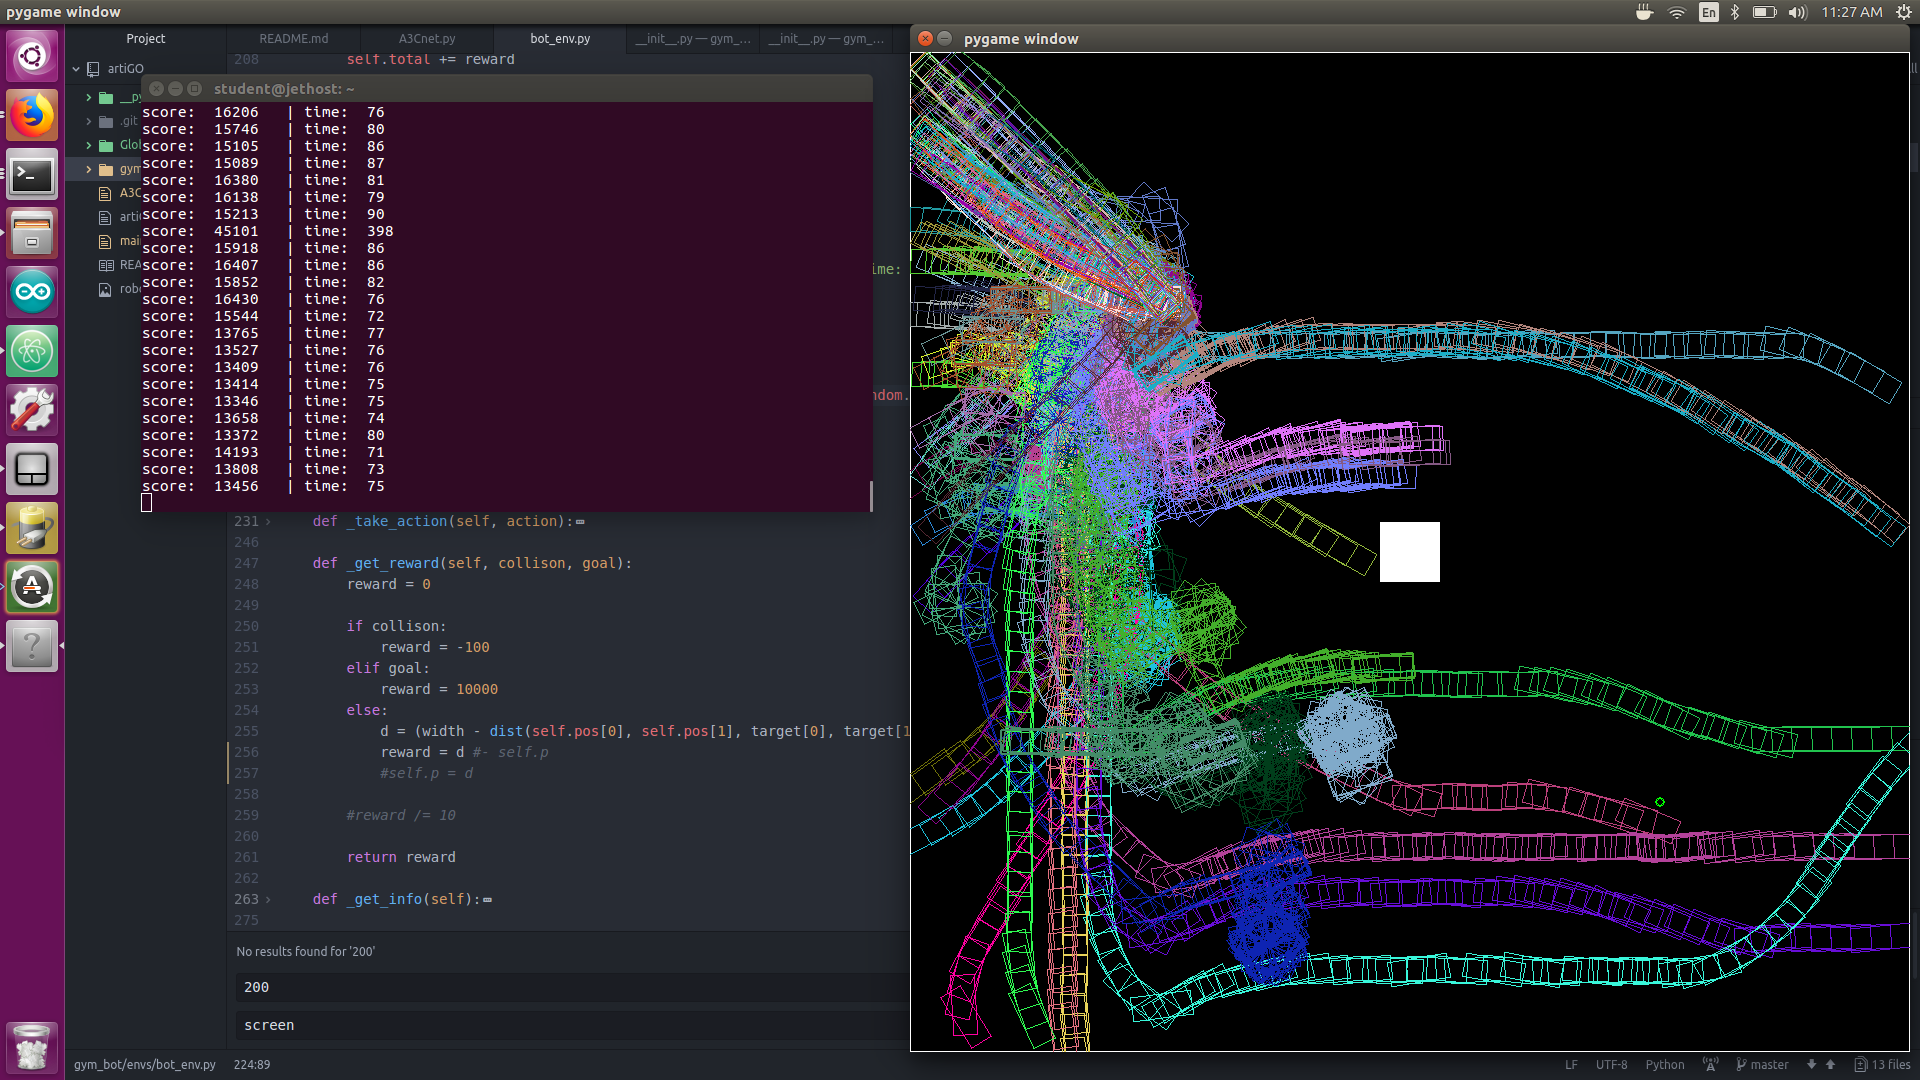 pygame window
En
11:27 AM
Project
README.md
A3Cnet.py
bot_env.py
__init__.py — gym_...
__init__.py — gym_...
pygame window
artiGO
208 self.total += reward
student@jethost: ~
__py
.git
Glol
gym
A3C
arti
mai
REA
rob
score: 16206 | time: 76
score: 15746 | time: 80
score: 15105 | time: 86
score: 15089 | time: 87
score: 16380 | time: 81
score: 16138 | time: 79
score: 15213 | time: 90
score: 45101 | time: 398
score: 15918 | time: 86
score: 16407 | time: 86
score: 15852 | time: 82
score: 16430 | time: 76
score: 15544 | time: 72
score: 13765 | time: 77
score: 13527 | time: 76
score: 13409 | time: 76
score: 13414 | time: 75
score: 13346 | time: 75
score: 13658 | time: 74
score: 13372 | time: 80
score: 14193 | time: 71
score: 13808 | time: 73
score: 13456 | time: 75
ime:
ndom.
231 def _take_action(self, action):
246
247 def _get_reward(self, collison, goal):
248 reward = 0
249
250 if collison:
251 reward = -100
252 elif goal:
253 reward = 10000
254 else:
255 d = (width - dist(self.pos[0], self.pos[1], target[0], target[1
256 reward = d #- self.p
257 #self.p = d
258
259 #reward /= 10
260
261 return reward
262
263 def _get_info(self):
275
No results found for '200'
200
screen
gym_bot/envs/bot_env.py 224:89
LF UTF-8 Python master 13 files